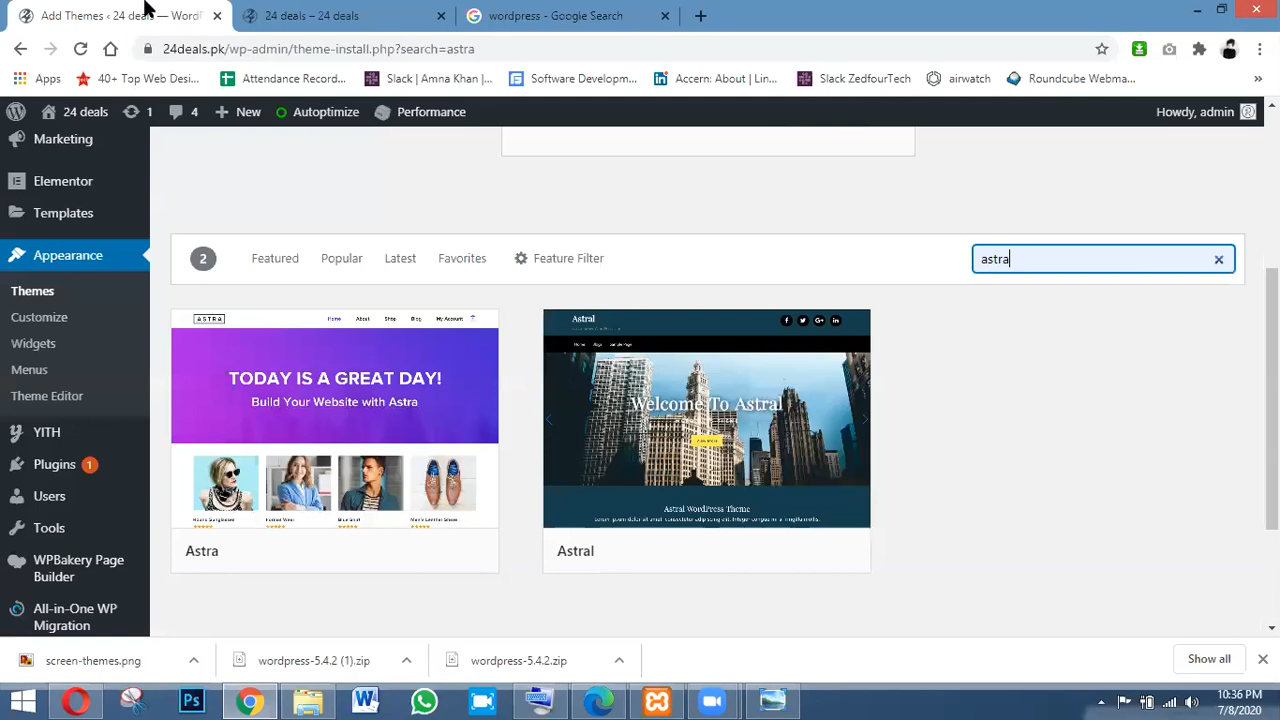 Add Themes ‹ 24 deals — WordP
24 deals – 24 deals
wordpress - Google Search
24deals.pk/wp-admin/theme-install.php?search=astra
Apps
40+ Top Web Desi...
Attendance Record...
Slack | Amna Khan |...
Software Developm...
Accern: About | Lin...
Slack ZedfourTech
airwatch
Roundcube Webma...
»
24 deals
1
4
New
Autoptimize
Performance
Howdy, admin
Marketing
Elementor
Templates
Appearance
Themes
Customize
Widgets
Menus
Theme Editor
YITH
Plugins 1
Users
Tools
WPBakery Page
Builder
All-in-One WP
Migration
2
Featured
Popular
Latest
Favorites
Feature Filter
astra
ASTRA
Home
About
Shop
Blog
My Account
TODAY IS A GREAT DAY!
Build Your Website with Astra
Astra
Astral
Home
Blogs
Sample Page
Welcome To Astral
Astral WordPress Theme
Astral
screen-themes.png
wordpress-5.4.2 (1).zip
wordpress-5.4.2.zip
Show all
10:36 PM
7/8/2020